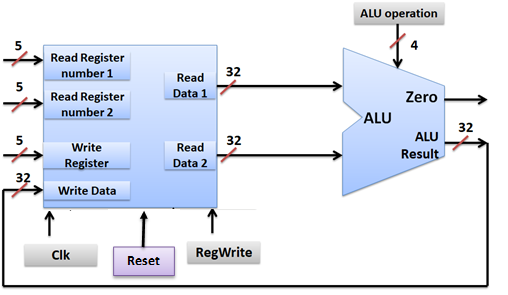 ALU operation
5
Read Register
number 1
Read
Data 1
32
4
5
Read Register
number 2
Zero
ALU
5
Write
Register
Read
Data 2
32
ALU
Result
32
32
Write Data
Clk
Reset
RegWrite